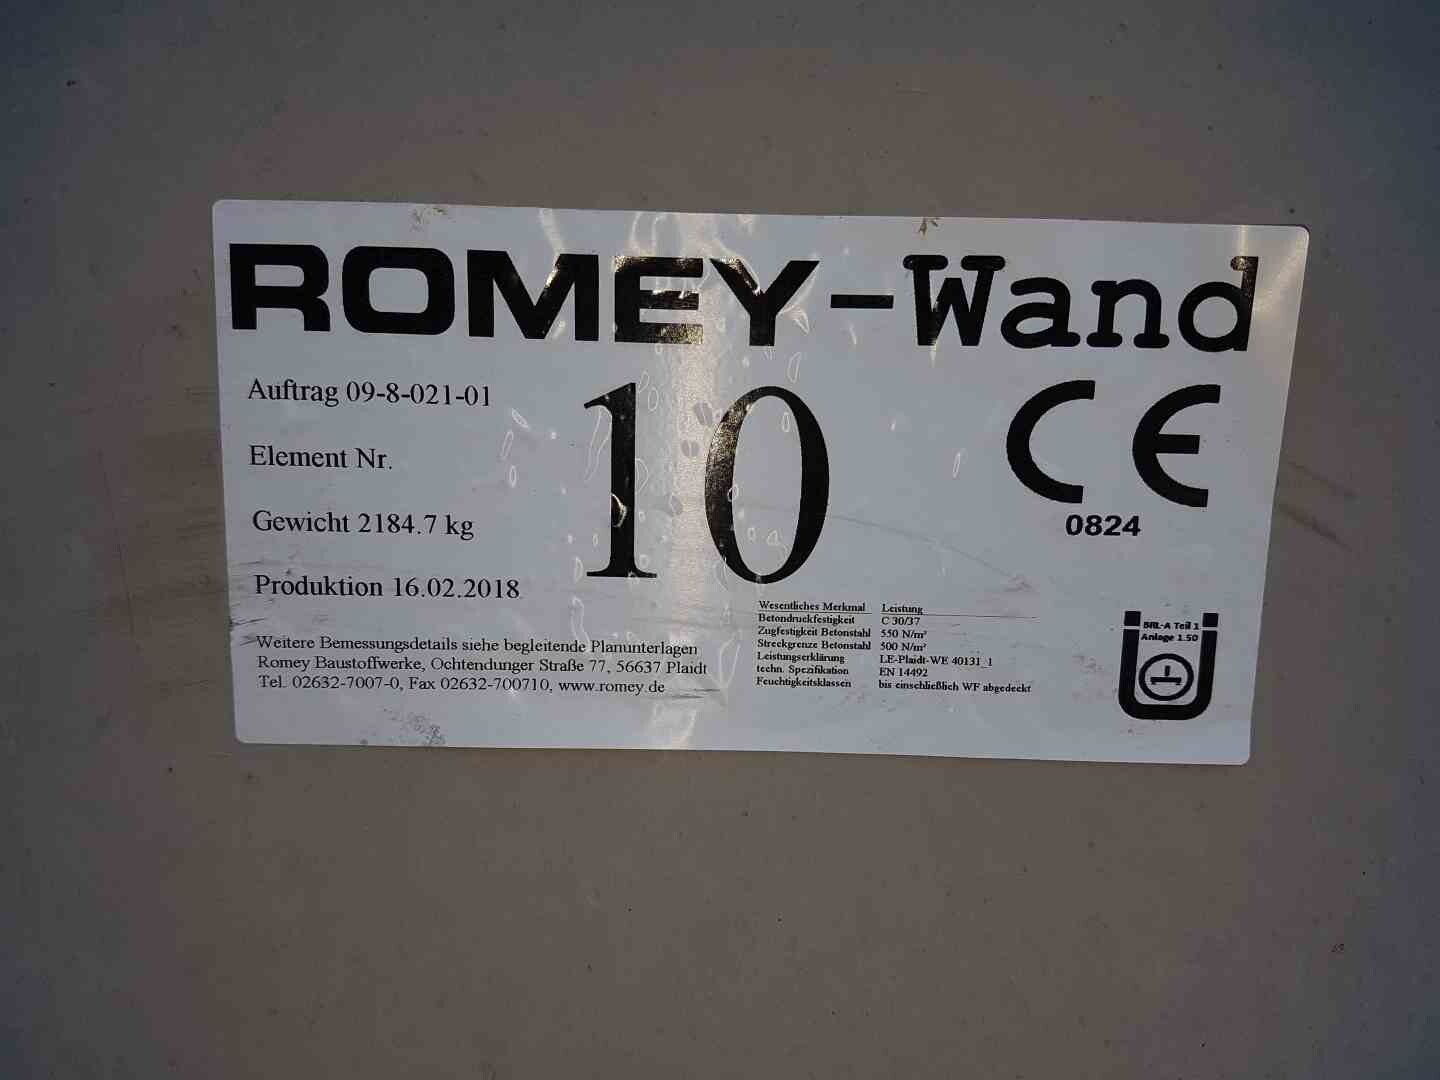 ROMEY-Wand
Auftrag 09-8-021-01
Element Nr.
10
Gewicht 2184.7 kg
Produktion 16.02.2018
CE
0824
Weitere Bemessungsdetails siehe begleitende Planunterlagen
Romey Baustoffwerke, Ochtendunger Straße 77, 56637 Plaidt
Tel. 02632-7007-0, Fax 02632-700710, www.romey.de
Wesentliches Merkmal Leistung
Betondruckfestigkeit C 30/37
Zugfestigkeit Betonstahl 550 N/m²
Streckgrenze Betonstahl 500 N/m²
Leistungserklärung LE-Plaidt-WE 40131_1
techn. Spezifikation EN 14492
Feuchtigkeitsklassen bis einschließlich WF abgedeckt
BRL-A Teil 1
Anlage 1.50